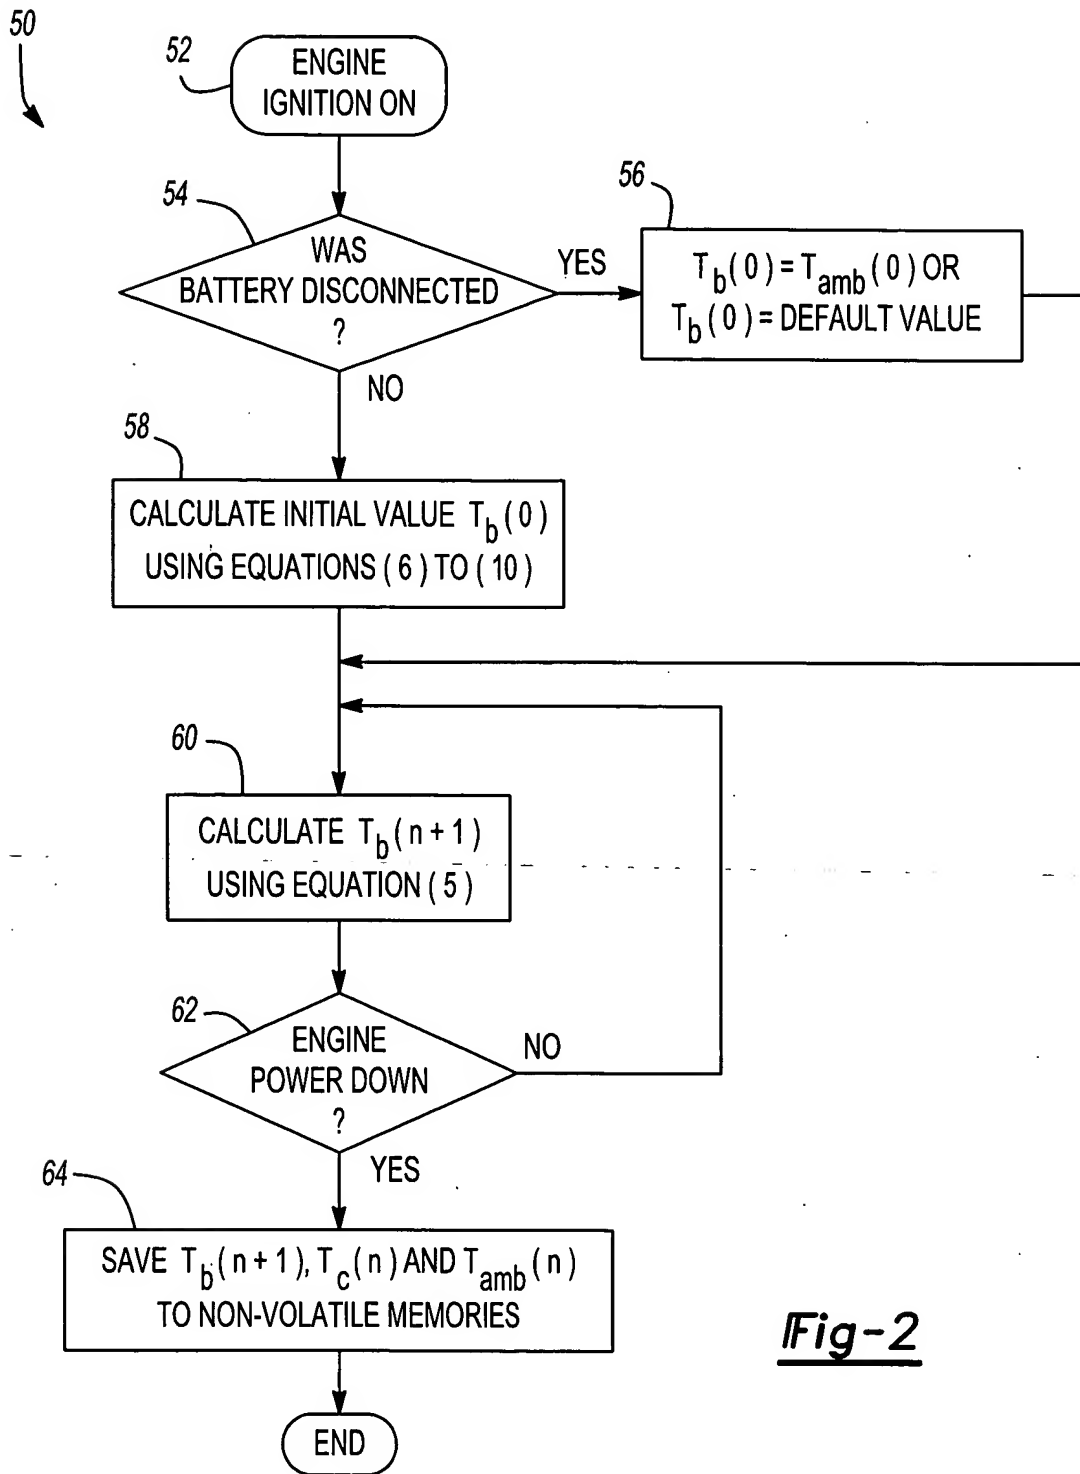 50
52
ENGINE
IGNITION ON
54
WAS
BATTERY DISCONNECTED
?
YES
56
T_b(0) = T_amb(0) OR
T_b(0) = DEFAULT VALUE
NO
58
CALCULATE INITIAL VALUE T_b(0)
USING EQUATIONS (6) TO (10)
60
CALCULATE T_b(n+1)
USING EQUATION (5)
62
ENGINE
POWER DOWN
?
NO
YES
64
SAVE T_b(n+1), T_c(n) AND T_amb(n)
TO NON-VOLATILE MEMORIES
Fig-2
END